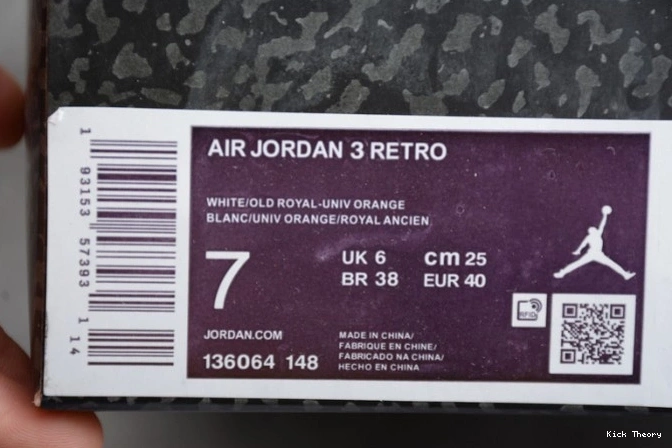 AIR JORDAN 3 RETRO
WHITE/OLD ROYAL-UNIV ORANGE
BLANC/UNIV ORANGE/ROYAL ANCIEN
7
UK 6 cm 25
BR 38 EUR 40
RFID
JORDAN.COM
136064 148
MADE IN CHINA/
FABRIQUE EN CHINE/
FABRICADO NA CHINA/
HECHO EN CHINA
1 93153 57393 1
14
Kick Theory